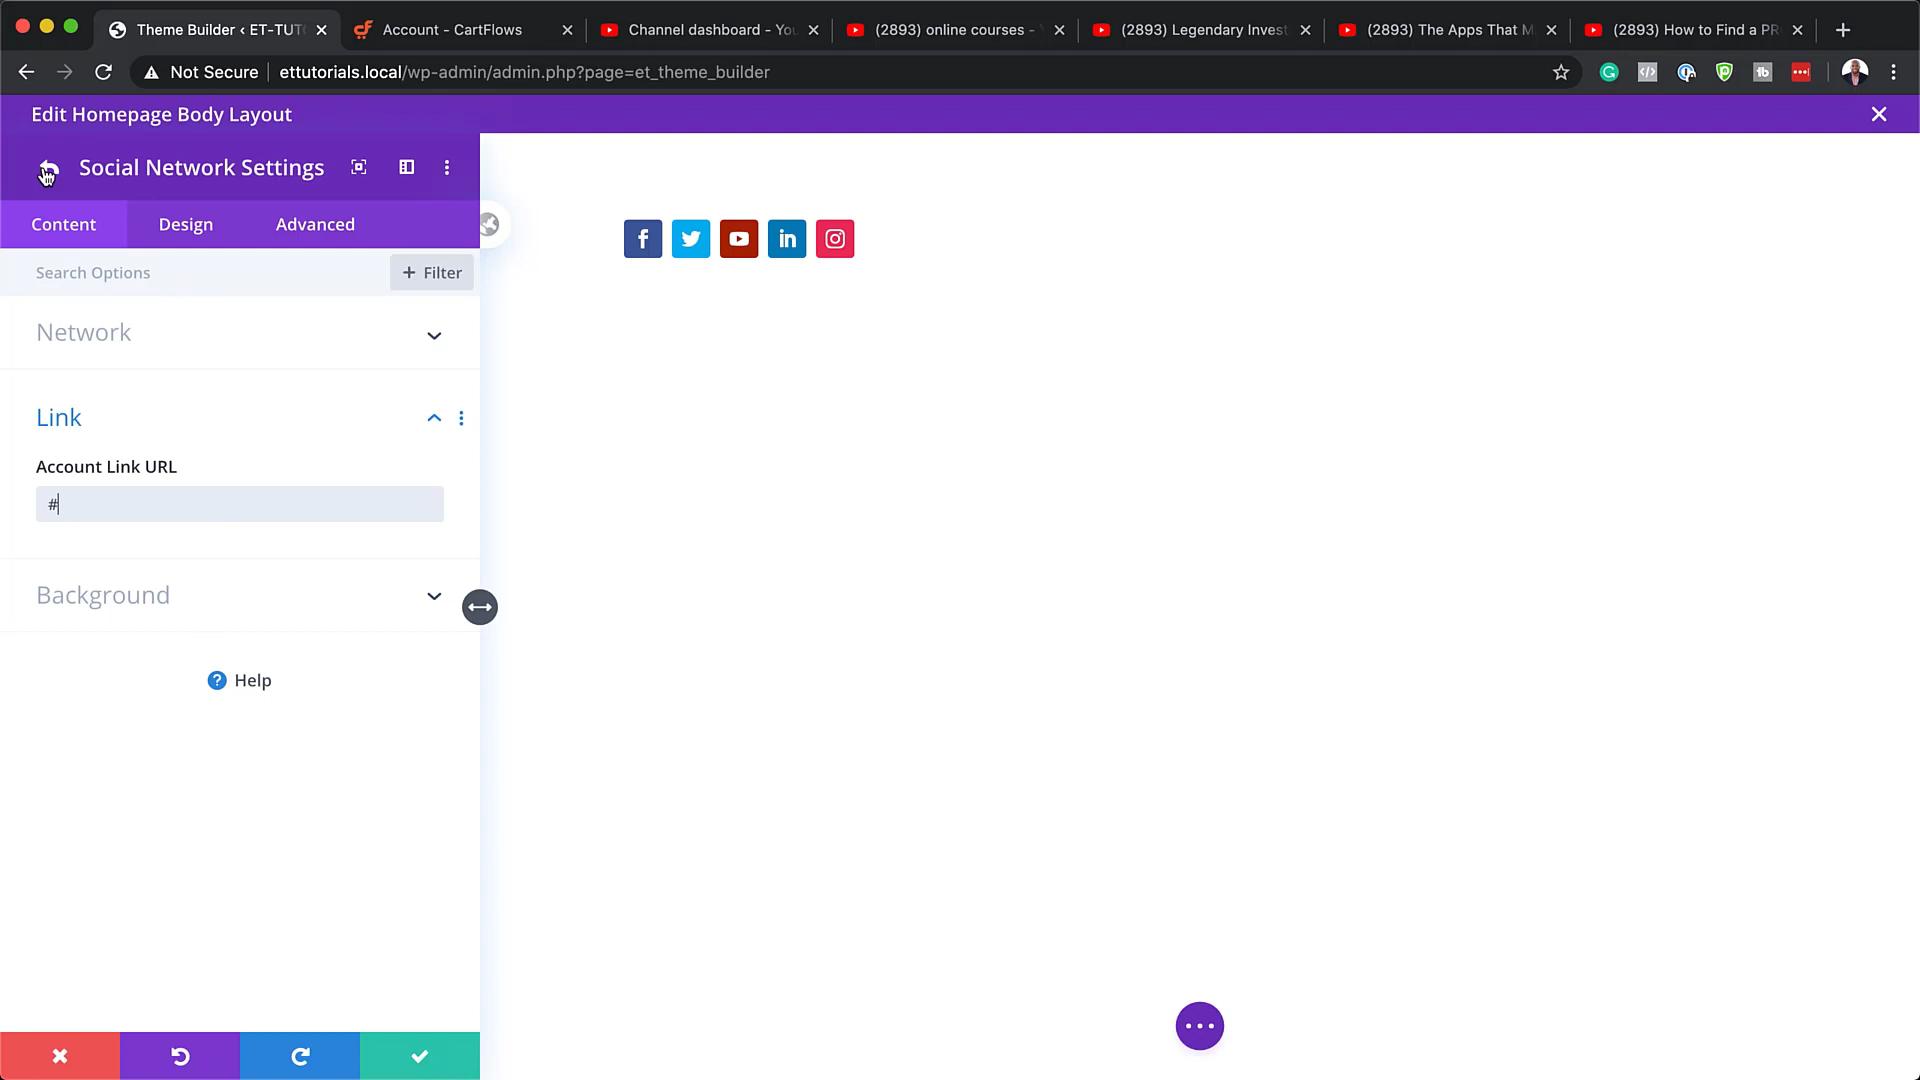 Theme Builder ‹ ET-TUT
Account - CartFlows
Channel dashboard - You
(2893) online courses - Y
(2893) Legendary Invest
(2893) The Apps That M
(2893) How to Find a PR
Not Secure
ettutorials.local/wp-admin/admin.php?page=et_theme_builder
Edit Homepage Body Layout
Social Network Settings
Content
Design
Advanced
Search Options
+ Filter
Network
Link
Account Link URL
#
Background
? Help